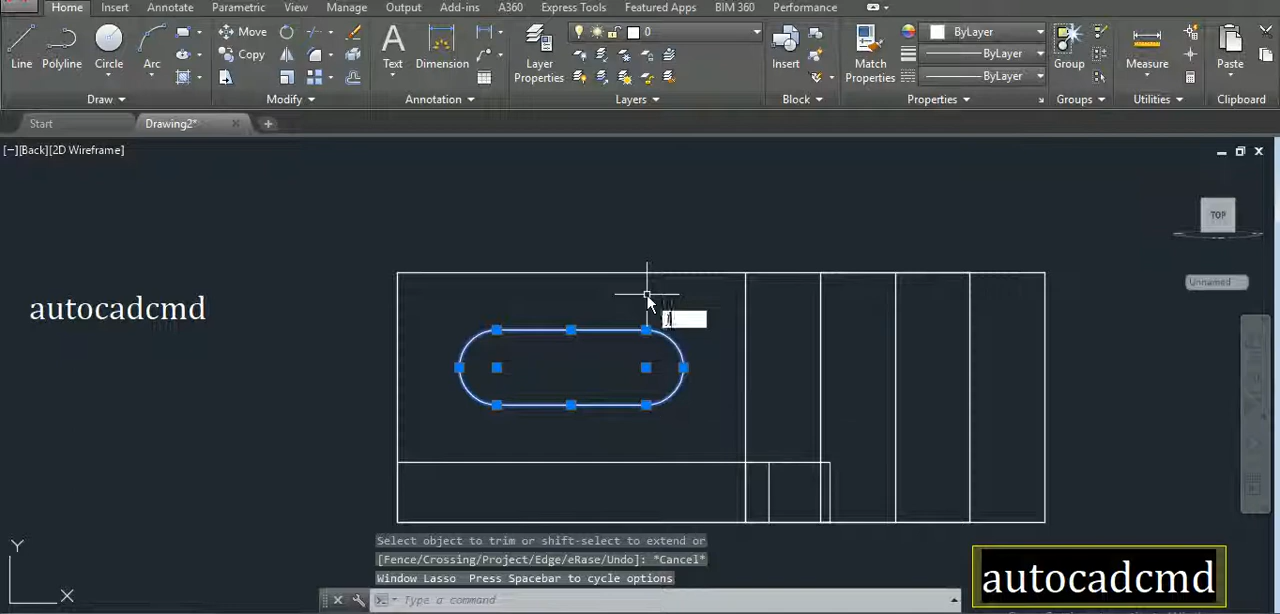 Home Insert Annotate Parametric View Manage Output Add-ins A360 Express Tools Featured Apps BIM 360 Performance
Line Polyline Circle Arc
Move
Copy
Text Dimension
Layer
Properties
0
Insert
Match
Properties
ByLayer
ByLayer
ByLayer
Group
Measure
Paste
Draw Modify Annotation Layers Block Properties Groups Utilities Clipboard
Start Drawing2*
[−][Back][2D Wireframe]
TOP
Unnamed
autocadcmd
Y
X
Select object to trim or shift-select to extend or
[Fence/Crossing/Project/Edge/eRase/Undo]: *Cancel*
Window Lasso Press Spacebar to cycle options
Type a command
autocadcmd